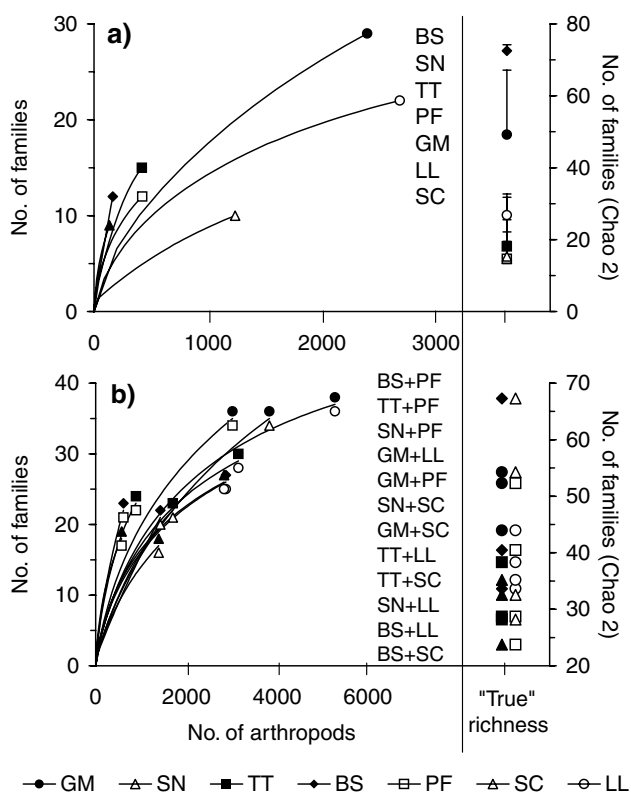 a)
No. of families
30
20
10
0
0
1000
2000
3000
BS
SN
TT
PF
GM
LL
SC
80
60
40
20
0
No. of families (Chao 2)
b)
No. of families
40
30
20
10
0
0
2000
4000
6000
No. of arthropods
BS+PF
TT+PF
SN+PF
GM+LL
GM+PF
SN+SC
GM+SC
TT+LL
TT+SC
SN+LL
BS+LL
BS+SC
70
60
50
40
30
20
No. of families (Chao 2)
"True"
richness
GM SN TT BS PF SC LL